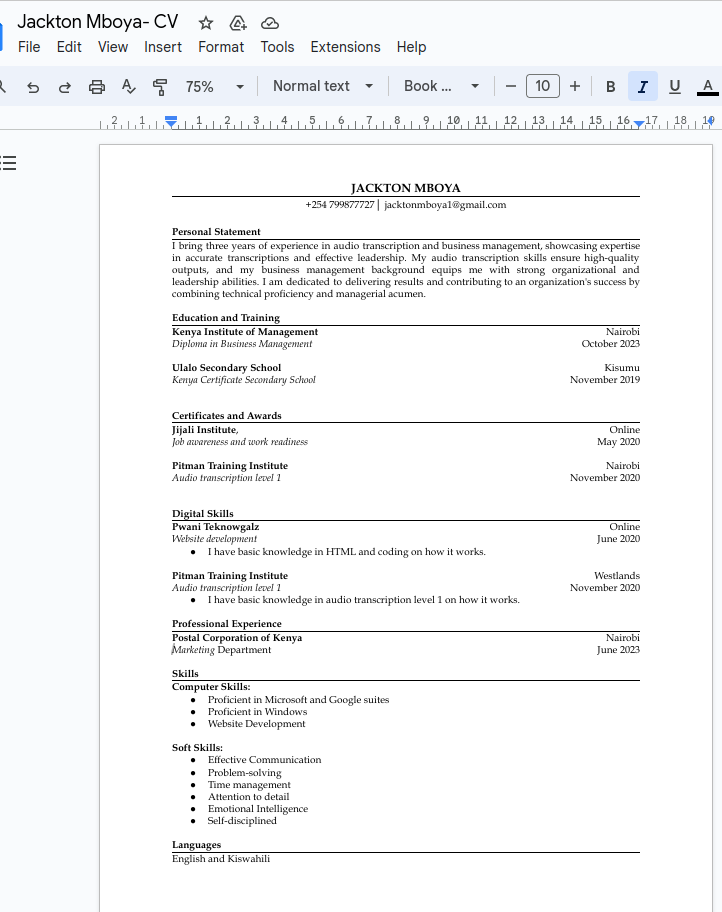 Jackton Mboya- CV
File Edit View Insert Format Tools Extensions Help
75% Normal text Book ... 10 B I U A
2 1 1 2 3 4 5 6 7 8 9 10 11 12 13 14 15 16 17 18 19
JACKTON MBOYA
+254 799877727 | jacktonmboya1@gmail.com
Personal Statement
I bring three years of experience in audio transcription and business management, showcasing expertise
in accurate transcriptions and effective leadership. My audio transcription skills ensure high-quality
outputs, and my business management background equips me with strong organizational and
leadership abilities. I am dedicated to delivering results and contributing to an organization's success by
combining technical proficiency and managerial acumen.
Education and Training
Kenya Institute of Management Nairobi
Diploma in Business Management October 2023
Ulalo Secondary School Kisumu
Kenya Certificate Secondary School November 2019
Certificates and Awards
Jijali Institute, Online
Job awareness and work readiness May 2020
Pitman Training Institute Nairobi
Audio transcription level 1 November 2020
Digital Skills
Pwani Teknowgalz Online
Website development June 2020
● I have basic knowledge in HTML and coding on how it works.
Pitman Training Institute Westlands
Audio transcription level 1 November 2020
● I have basic knowledge in audio transcription level 1 on how it works.
Professional Experience
Postal Corporation of Kenya Nairobi
Marketing Department June 2023
Skills
Computer Skills:
● Proficient in Microsoft and Google suites
● Proficient in Windows
● Website Development
Soft Skills:
● Effective Communication
● Problem-solving
● Time management
● Attention to detail
● Emotional Intelligence
● Self-disciplined
Languages
English and Kiswahili